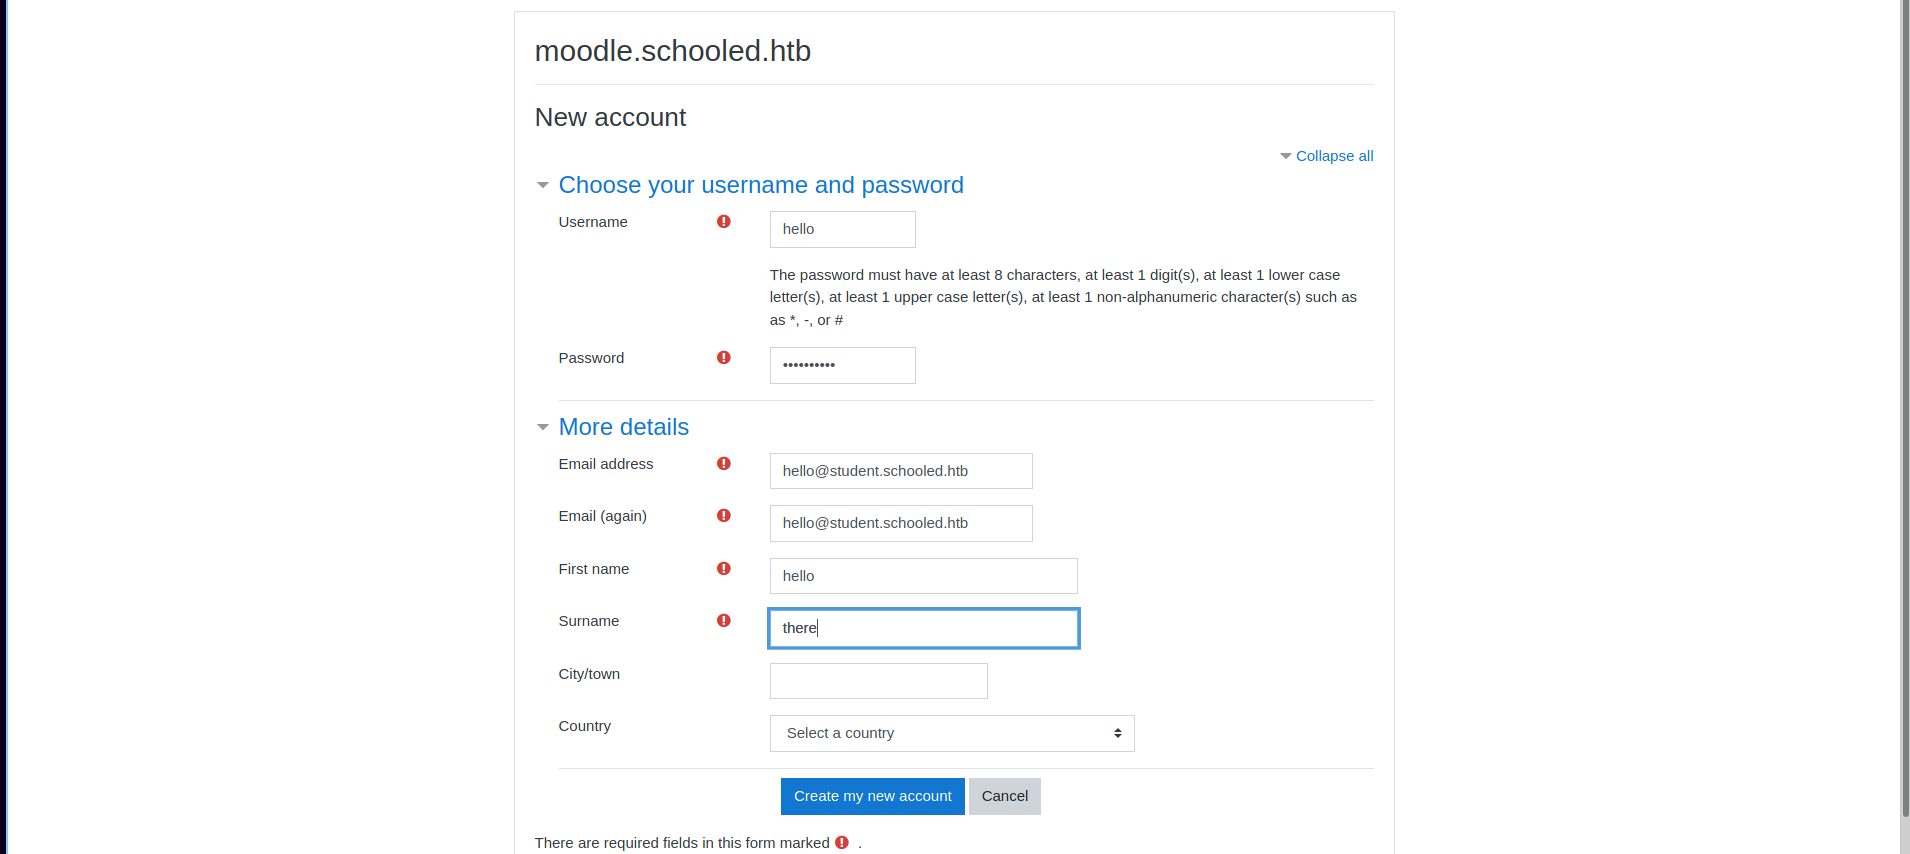 moodle.schooled.htb
New account
Collapse all
Choose your username and password
Username
hello
The password must have at least 8 characters, at least 1 digit(s), at least 1 lower case
letter(s), at least 1 upper case letter(s), at least 1 non-alphanumeric character(s) such as
as *, -, or #
Password
••••••••••
More details
Email address
hello@student.schooled.htb
Email (again)
hello@student.schooled.htb
First name
hello
Surname
there
City/town
Country
Select a country
Create my new account
Cancel
There are required fields in this form marked .